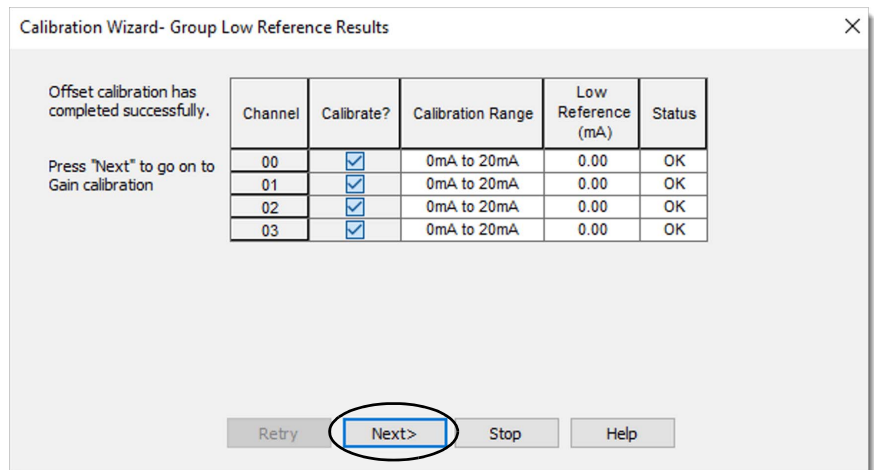 Calibration Wizard- Group Low Reference Results
Offset calibration has
completed successfully.
Press "Next" to go on to
Gain calibration
Channel Calibrate? Calibration Range Low Reference (mA) Status
00 0mA to 20mA 0.00 OK
01 0mA to 20mA 0.00 OK
02 0mA to 20mA 0.00 OK
03 0mA to 20mA 0.00 OK
Retry Next> Stop Help